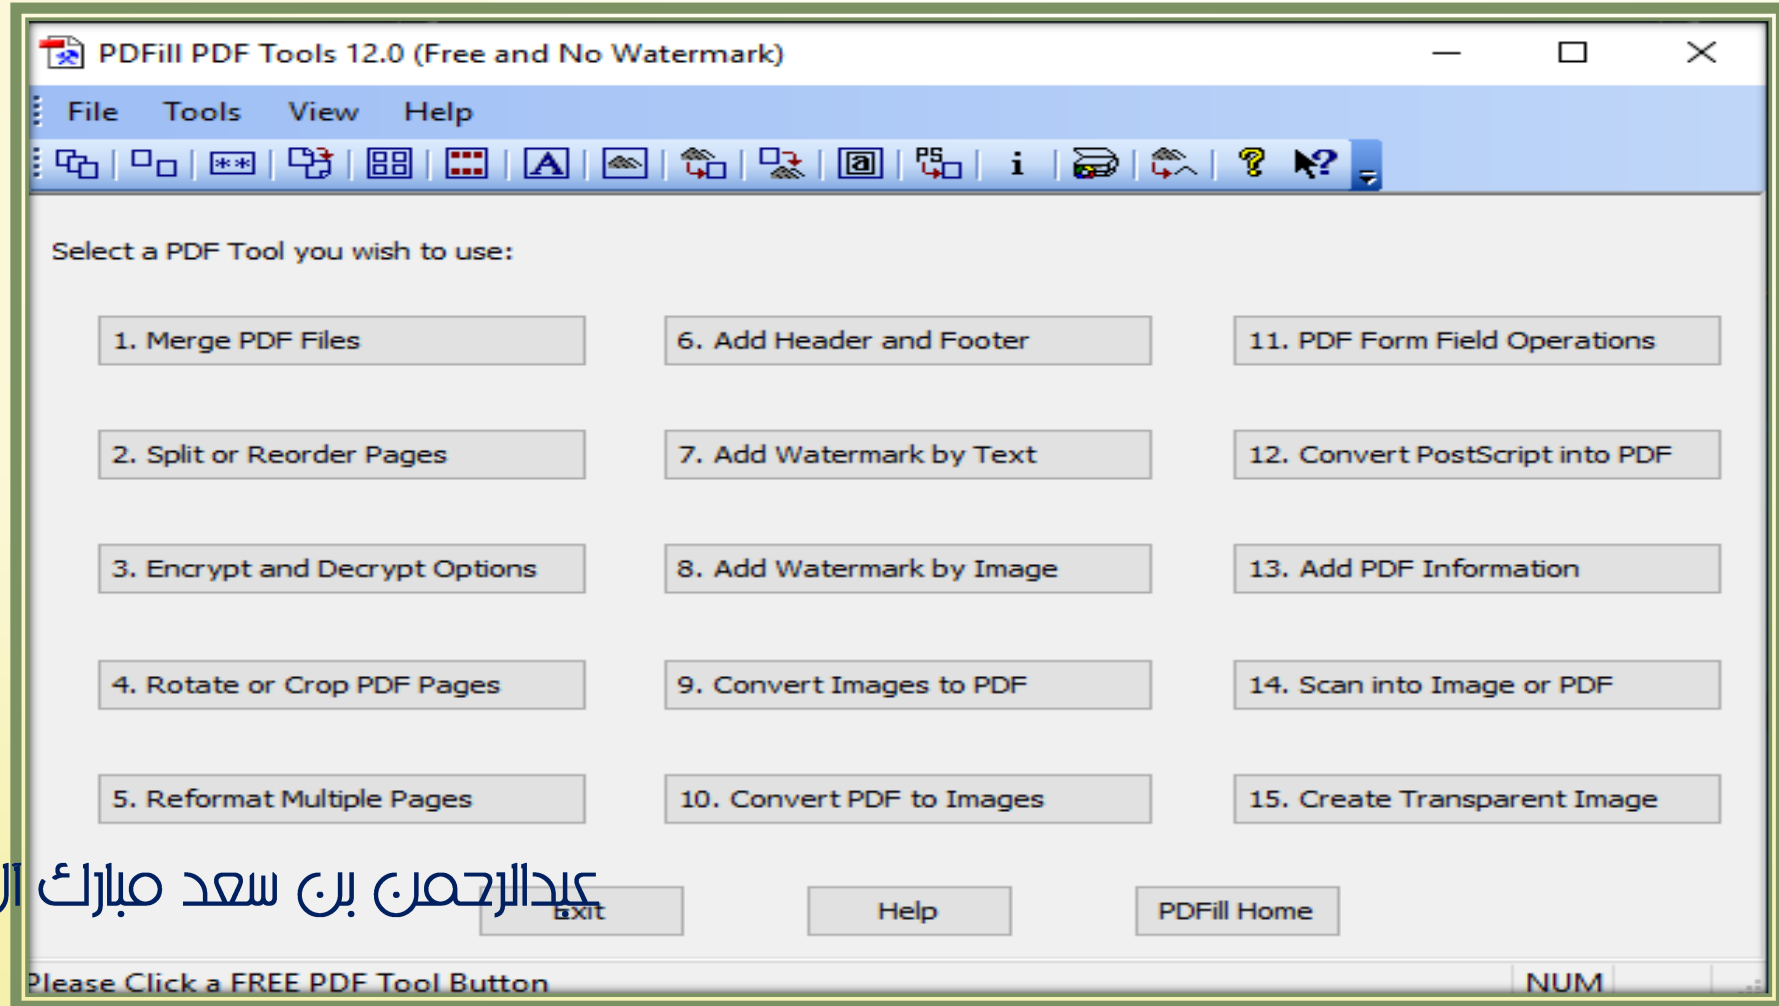 PDFill PDF Tools 12.0 (Free and No Watermark)
File Tools View Help
Select a PDF Tool you wish to use:
1. Merge PDF Files
2. Split or Reorder Pages
3. Encrypt and Decrypt Options
4. Rotate or Crop PDF Pages
5. Reformat Multiple Pages
6. Add Header and Footer
7. Add Watermark by Text
8. Add Watermark by Image
9. Convert Images to PDF
10. Convert PDF to Images
11. PDF Form Field Operations
12. Convert PostScript into PDF
13. Add PDF Information
14. Scan into Image or PDF
15. Create Transparent Image
عبدالرحمن بن سعد مبارك
Exit Help PDFill Home
Please Click a FREE PDF Tool Button NUM